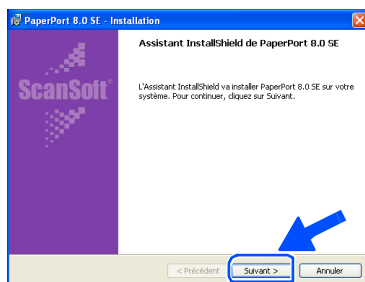 PaperPort 8.0 SE - Installation
Assistant InstallShield de PaperPort 8.0 SE
ScanSoft®
L'Assistant InstallShield va installer PaperPort 8.0 SE sur votre
système. Pour continuer, cliquez sur Suivant.
< Précédent Suivant > Annuler